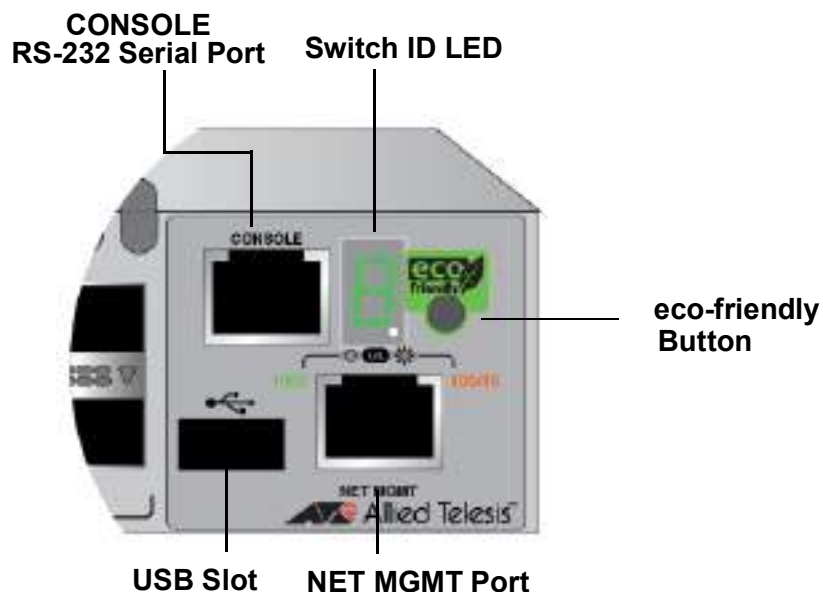 CONSOLE
RS-232 Serial Port
Switch ID LED
CONSOLE
eco
friendly
eco-friendly
Button
L/A
NET MGMT
Allied Telesis
USB Slot
NET MGMT Port